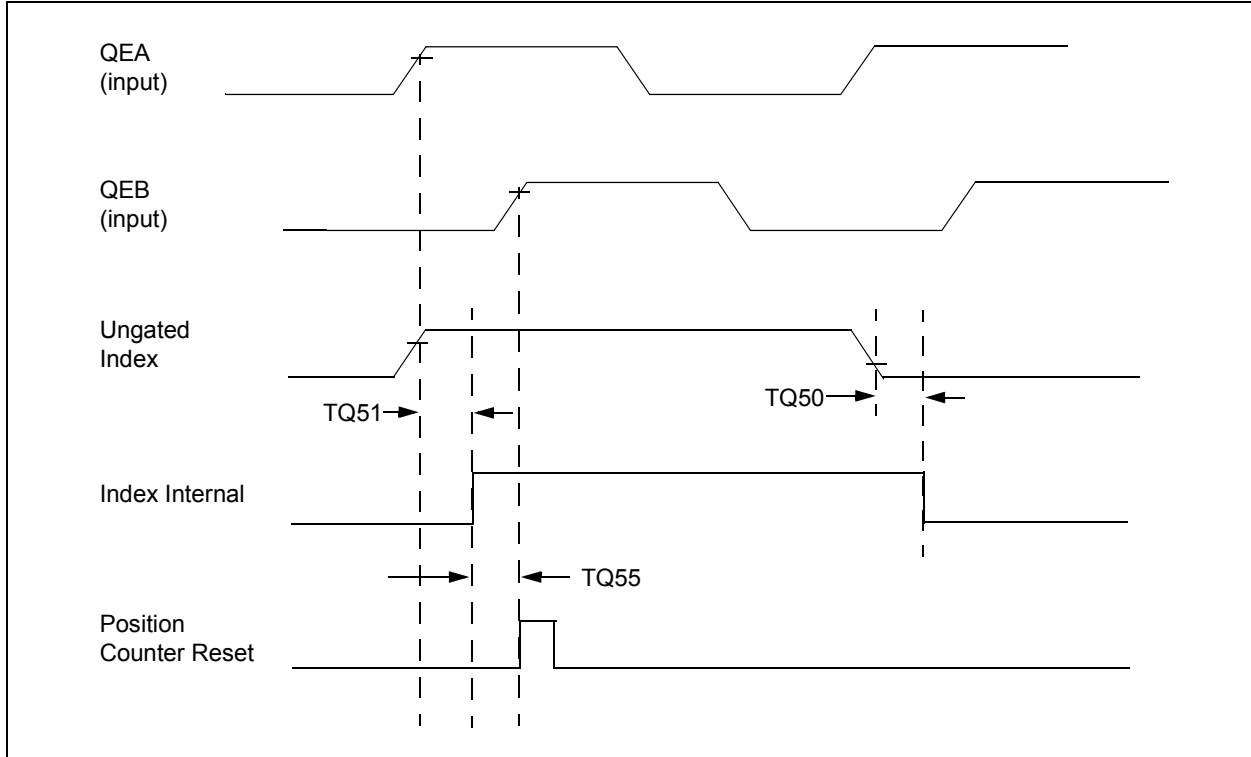 QEA
(input)
QEB
(input)
Ungated
Index
TQ51
TQ50
Index Internal
TQ55
Position
Counter Reset